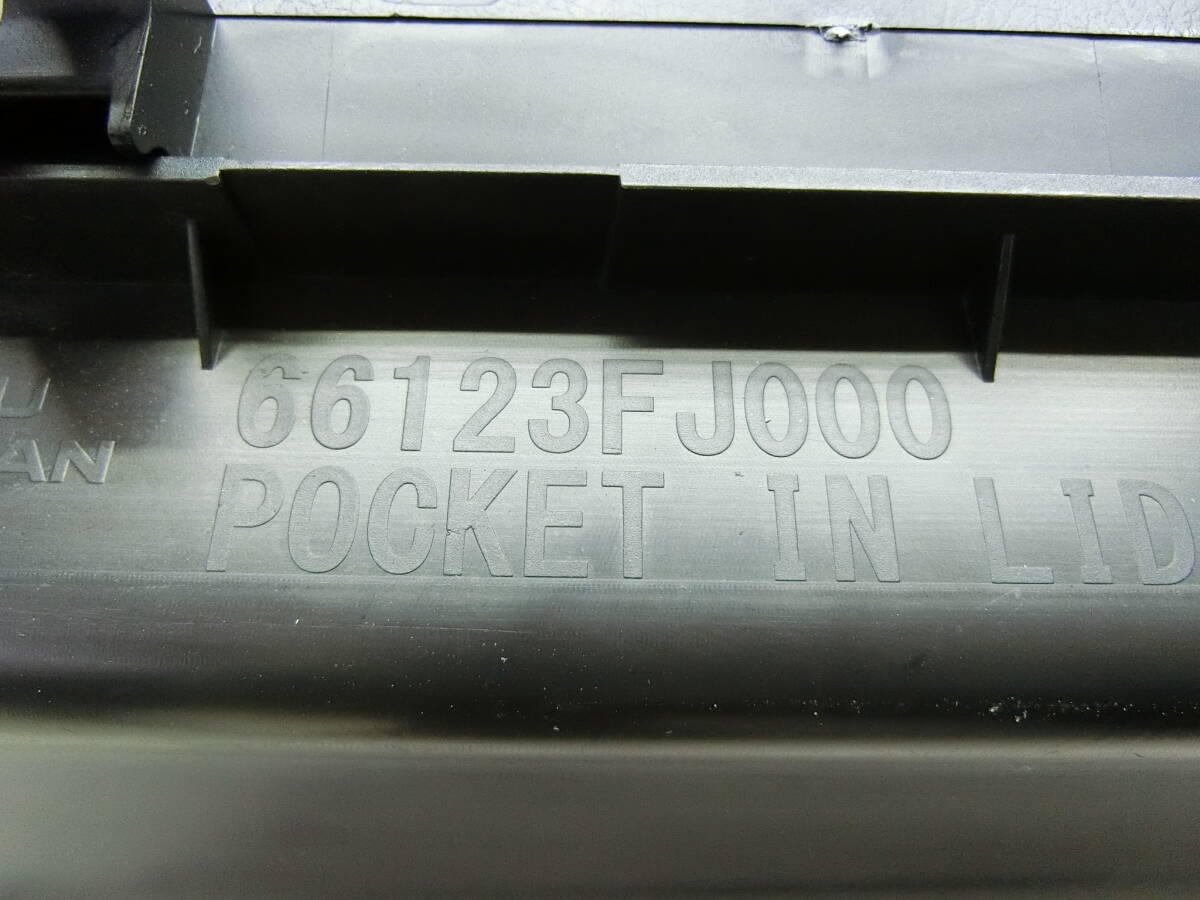 66123FJ000
POCKET IN LID